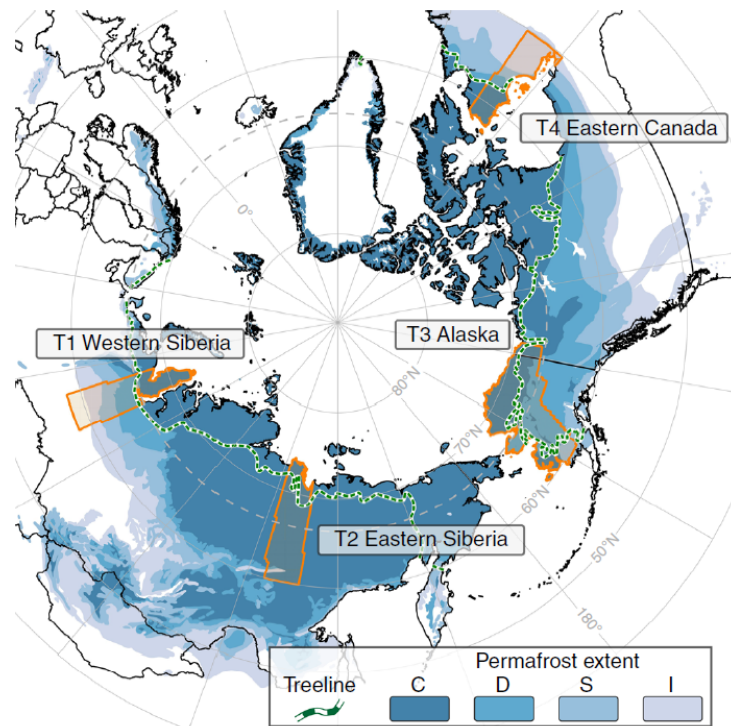 T4 Eastern Canada
0°
T1 Western Siberia
T3 Alaska
80°N
70°N
60°N
50°N
T2 Eastern Siberia
180°
Permafrost extent
Treeline C D S I